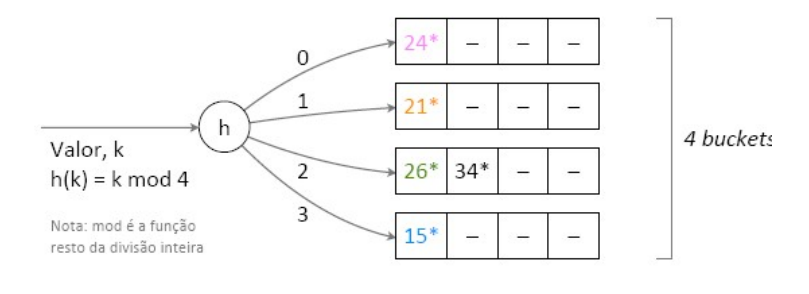 0
24* – – –
1
21* – – –
h
Valor, k
h(k) = k mod 4
2
26* 34* – –
3
15* – – –
Nota: mod é a função
resto da divisão inteira
4 buckets